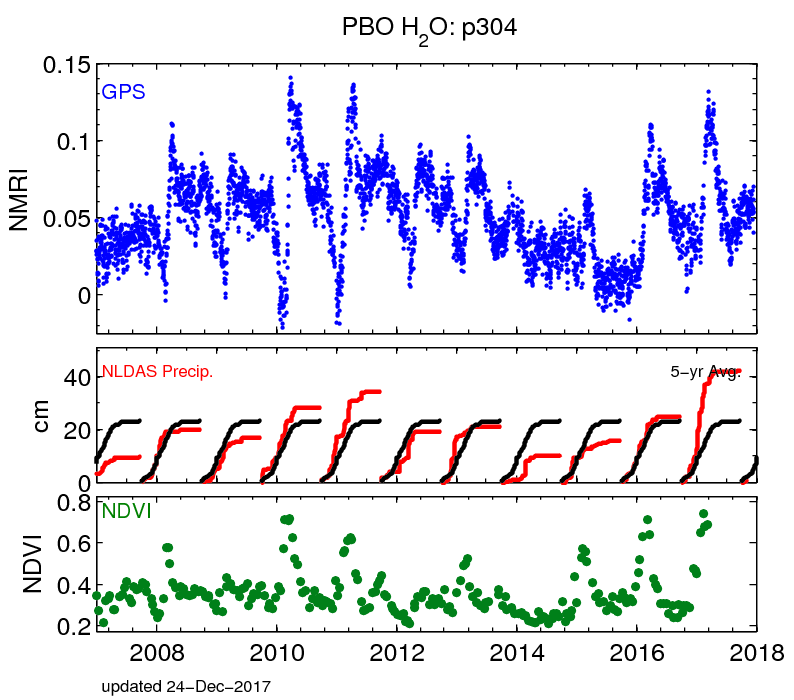 PBO H2O: p304
0.15
GPS
0.1
NMRI
0.05
0
NLDAS Precip.
5-yr Avg.
40
cm
20
0
0.8
NDVI
0.6
NDVI
0.4
0.2
2008 2010 2012 2014 2016 2018
updated 24-Dec-2017